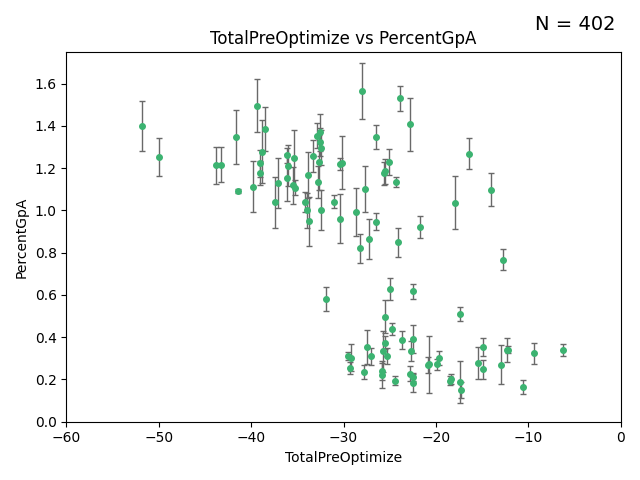 N = 402
TotalPreOptimize vs PercentGpA
PercentGpA
1.6
1.4
1.2
1.0
0.8
0.6
0.4
0.2
0.0
−60 −50 −40 −30 −20 −10 0
TotalPreOptimize